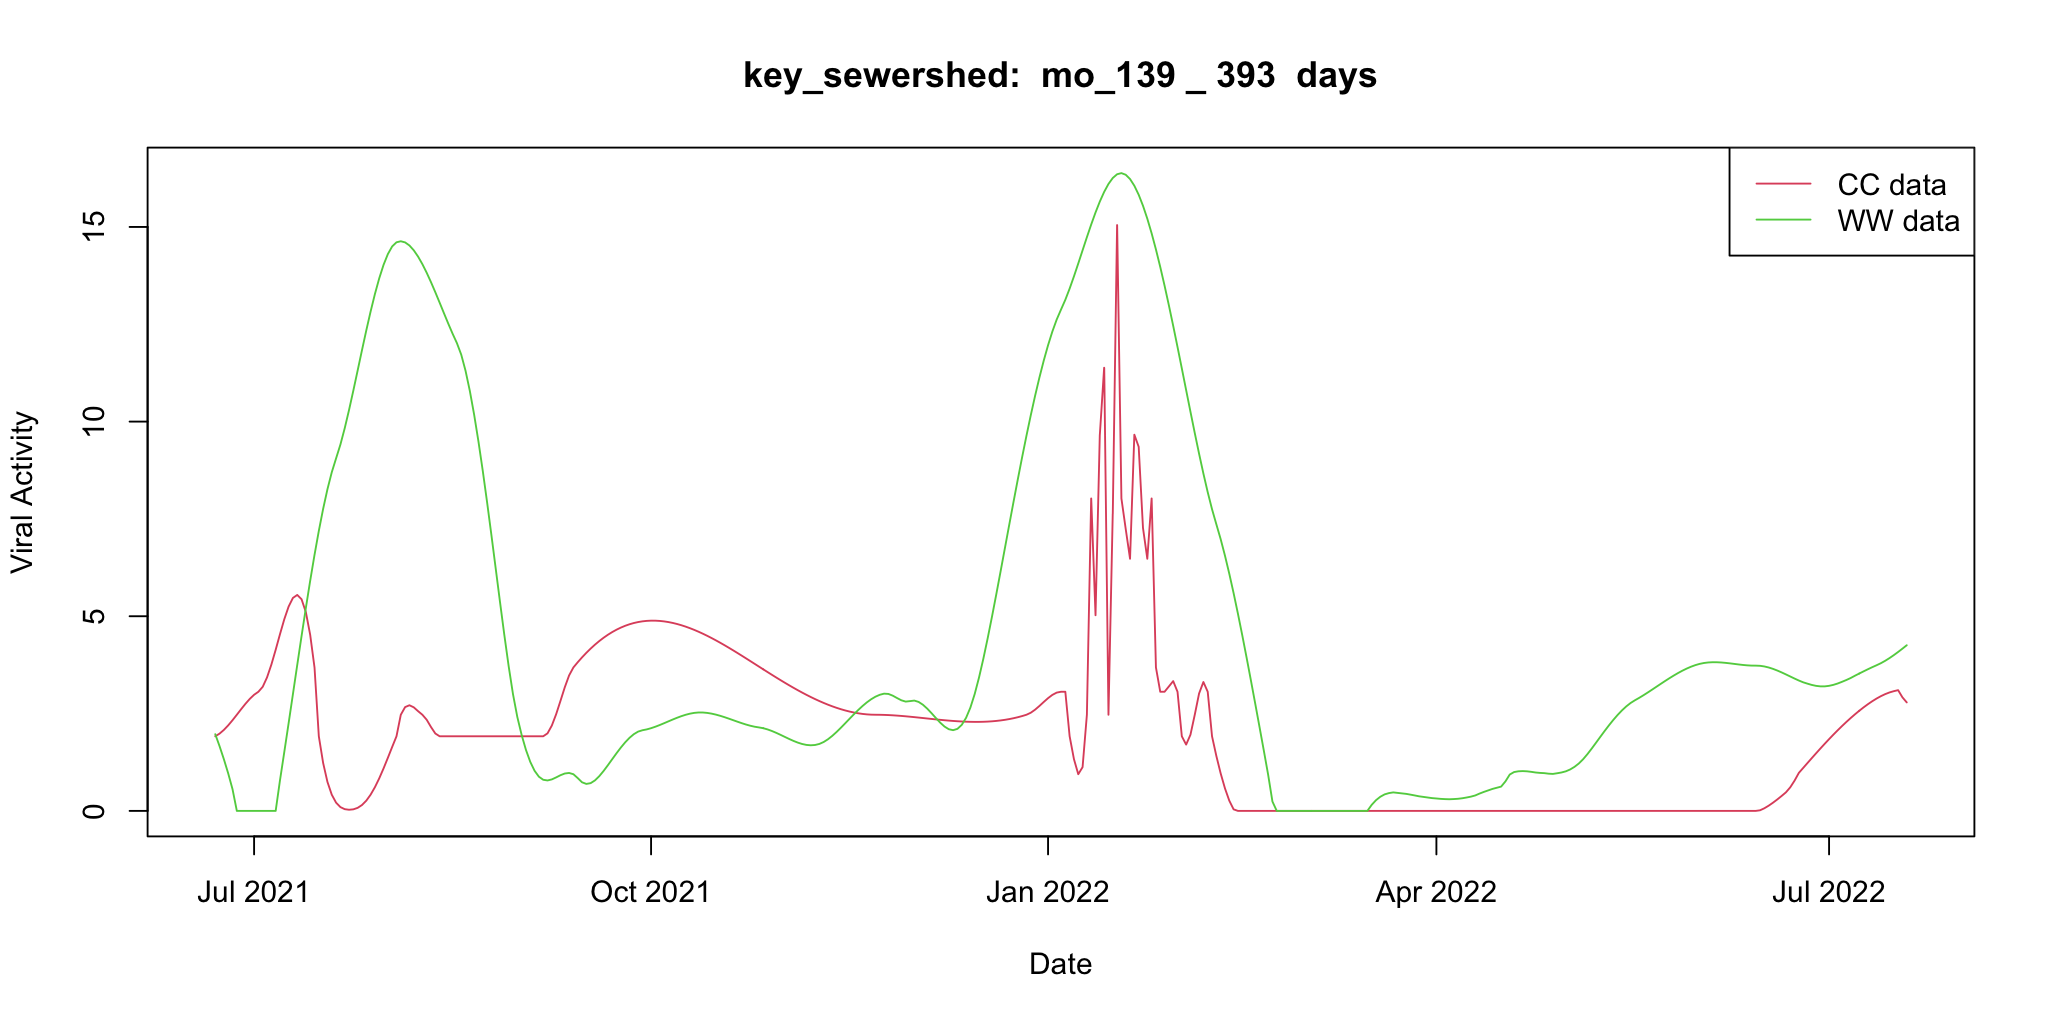 key_sewershed:  mo_139 _ 393  days
CC data
WW data
15
10
5
0
Viral Activity
Jul 2021
Oct 2021
Jan 2022
Apr 2022
Jul 2022
Date